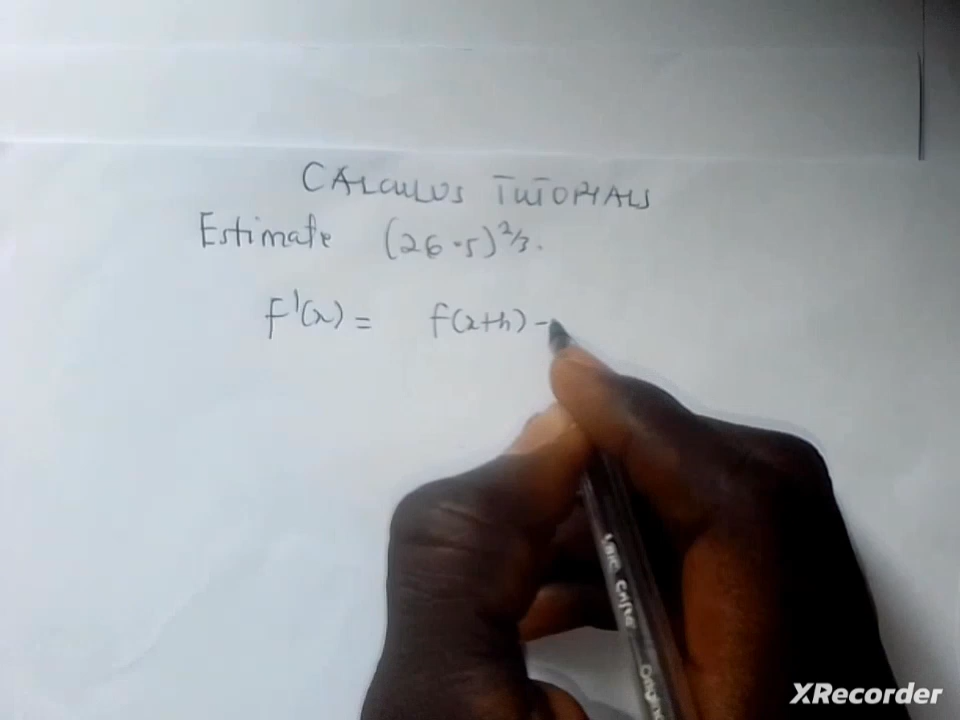 CALCULUS TUTORIALS
Estimate (26.5)^2/3.
F'(x) = f(x+h) -
XRecorder